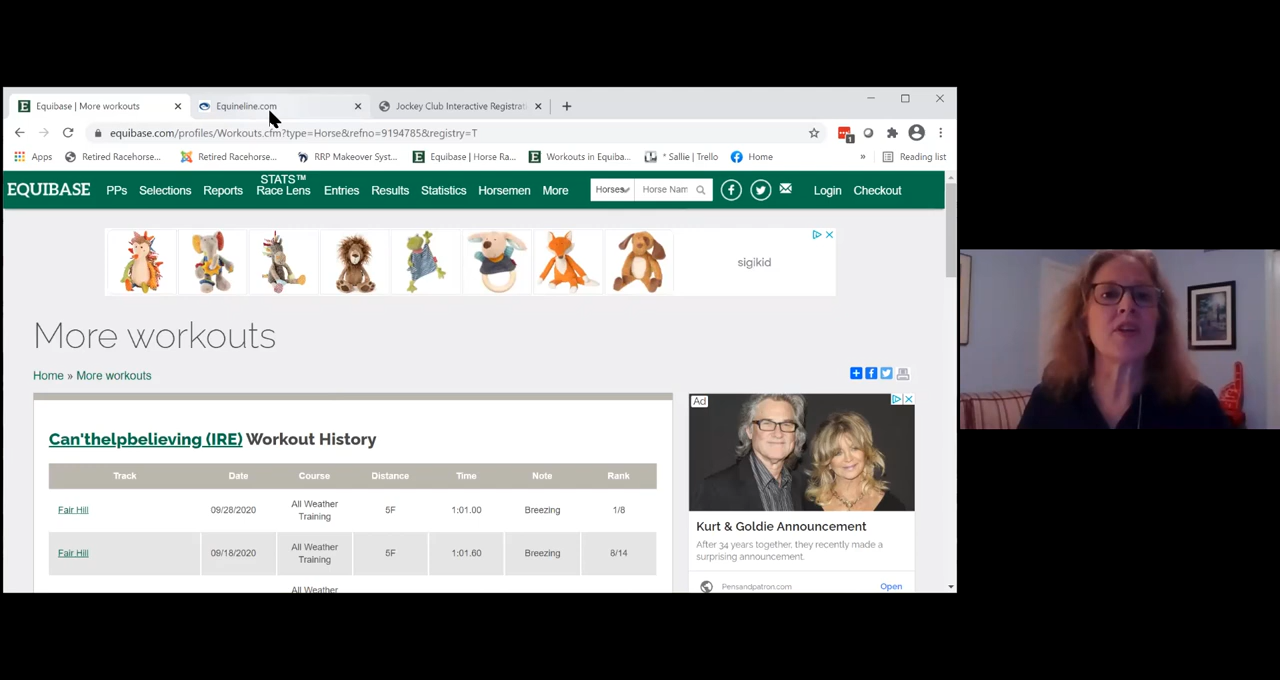 Equibase | More workouts
Equineline.com
Jockey Club Interactive Registrati
equibase.com/profiles/Workouts.cfm?type=Horse&refno=9194785&registry=T
1
Apps
Retired Racehorse...
Retired Racehorse...
RRP Makeover Syst...
Equibase | Horse Ra...
Workouts in Equiba...
* Sallie | Trello
Home
»
Reading list
EQUIBASE
PPs
Selections
Reports
STATS™
Race Lens
Entries
Results
Statistics
Horsemen
More
Horses
Horse Nam
Login
Checkout
sigikid
More workouts
Home » More workouts
Ad
Can'thelpbelieving (IRE) Workout History
Track Date Course Distance Time Note Rank
Fair Hill 09/28/2020 All Weather Training 5F 1:01.00 Breezing 1/8
Fair Hill 09/18/2020 All Weather Training 5F 1:01.60 Breezing 8/14
All Weather
Kurt & Goldie Announcement
After 34 years together, they recently made a
surprising announcement.
Pensandpatron.com
Open